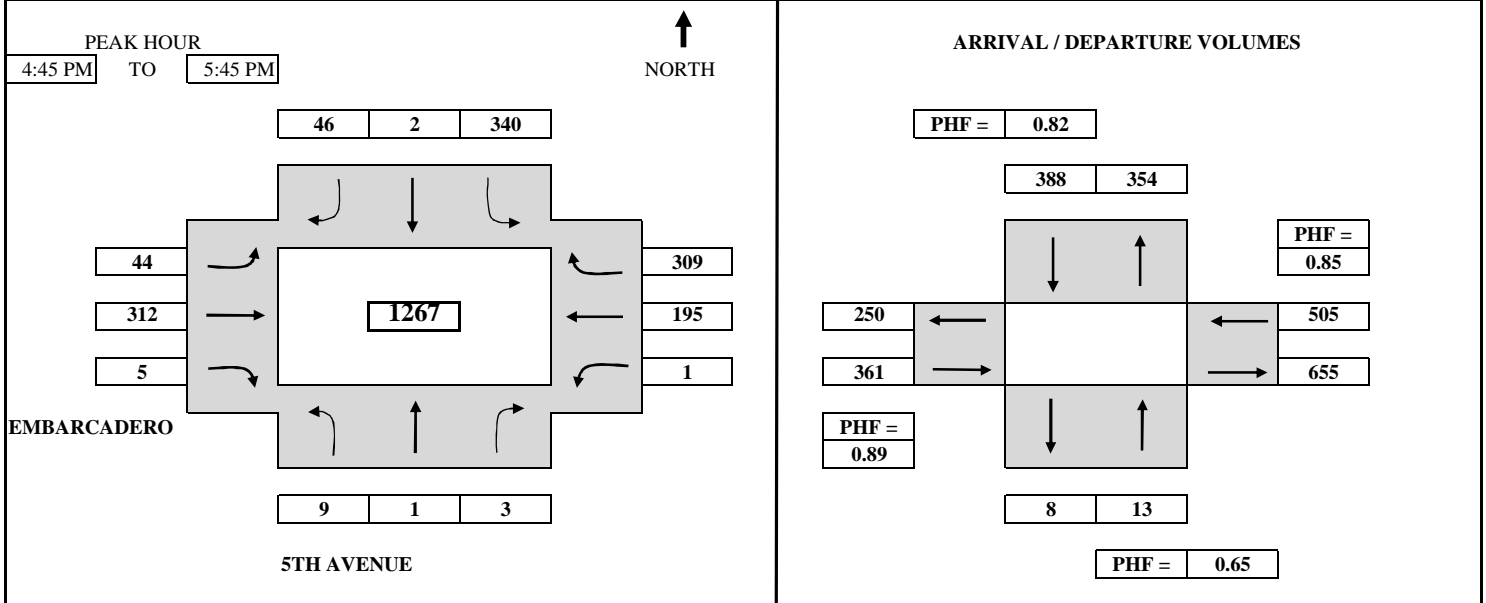 PEAK HOUR
4:45 PM TO 5:45 PM
NORTH
46 2 340
44
312
5
1267
309
195
1
EMBARCADERO
9 1 3
5TH AVENUE
ARRIVAL / DEPARTURE VOLUMES
PHF = 0.82
388 354
PHF =
0.85
250
361
505
655
PHF =
0.89
8 13
PHF = 0.65